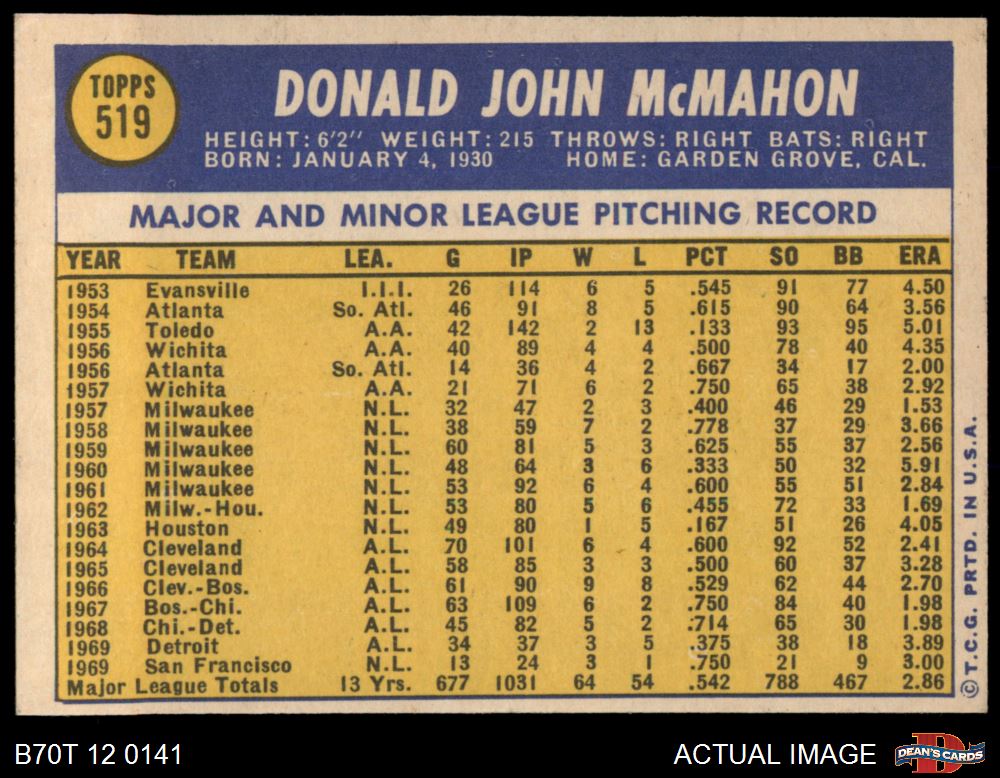 TOPPS
519
DONALD JOHN McMAHON
HEIGHT: 6'2" WEIGHT: 215 THROWS: RIGHT BATS: RIGHT
BORN: JANUARY 4, 1930 HOME: GARDEN GROVE, CAL.
MAJOR AND MINOR LEAGUE PITCHING RECORD
YEAR TEAM LEA. G IP W L PCT SO BB ERA
1953 Evansville I.I.I. 26 114 6 5 .545 91 77 4.50
1954 Atlanta So. Atl. 46 91 8 5 .615 90 64 3.56
1955 Toledo A.A. 42 142 2 13 .133 93 95 5.01
1956 Wichita A.A. 40 89 4 4 .500 78 40 4.35
1956 Atlanta So. Atl. 14 36 4 2 .667 34 17 2.00
1957 Wichita A.A. 21 71 6 2 .750 65 38 2.92
1957 Milwaukee N.L. 32 47 2 3 .400 46 29 1.53
1958 Milwaukee N.L. 38 59 7 2 .778 37 29 3.66
1959 Milwaukee N.L. 60 81 5 3 .625 55 37 2.56
1960 Milwaukee N.L. 48 64 3 6 .333 50 32 5.91
1961 Milwaukee N.L. 53 92 6 4 .600 55 51 2.84
1962 Milw.-Hou. N.L. 53 80 5 6 .455 72 33 1.69
1963 Houston N.L. 49 80 1 5 .167 51 26 4.05
1964 Cleveland A.L. 70 101 6 4 .600 92 52 2.41
1965 Cleveland A.L. 58 85 3 3 .500 60 37 3.28
1966 Clev.-Bos. A.L. 61 90 9 8 .529 62 44 2.70
1967 Bos.-Chi. A.L. 63 109 6 2 .750 84 40 1.98
1968 Chi.-Det. A.L. 45 82 5 2 .714 65 30 1.98
1969 Detroit A.L. 34 37 3 5 .375 38 18 3.89
1969 San Francisco N.L. 13 24 3 1 .750 21 9 3.00
Major League Totals 13 Yrs. 677 1031 64 54 .542 788 467 2.86
© T.C.G. PRTD. IN U.S.A.
B70T 12 0141
ACTUAL IMAGE
DEAN'S CARDS